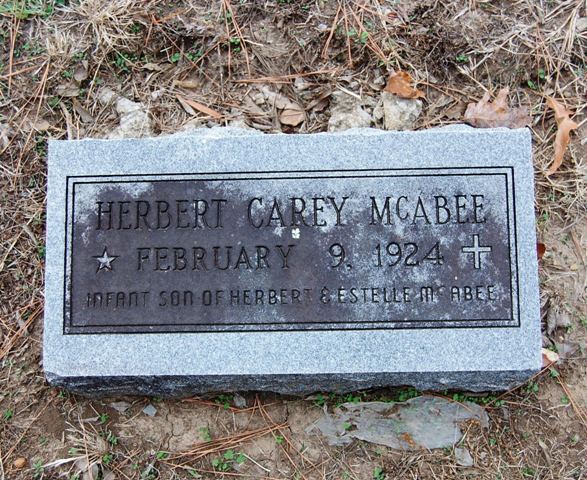 HERBERT CAREY MCABEE
FEBRUARY 9, 1924
INFANT SON OF HERBERT & ESTELLE MCABEE